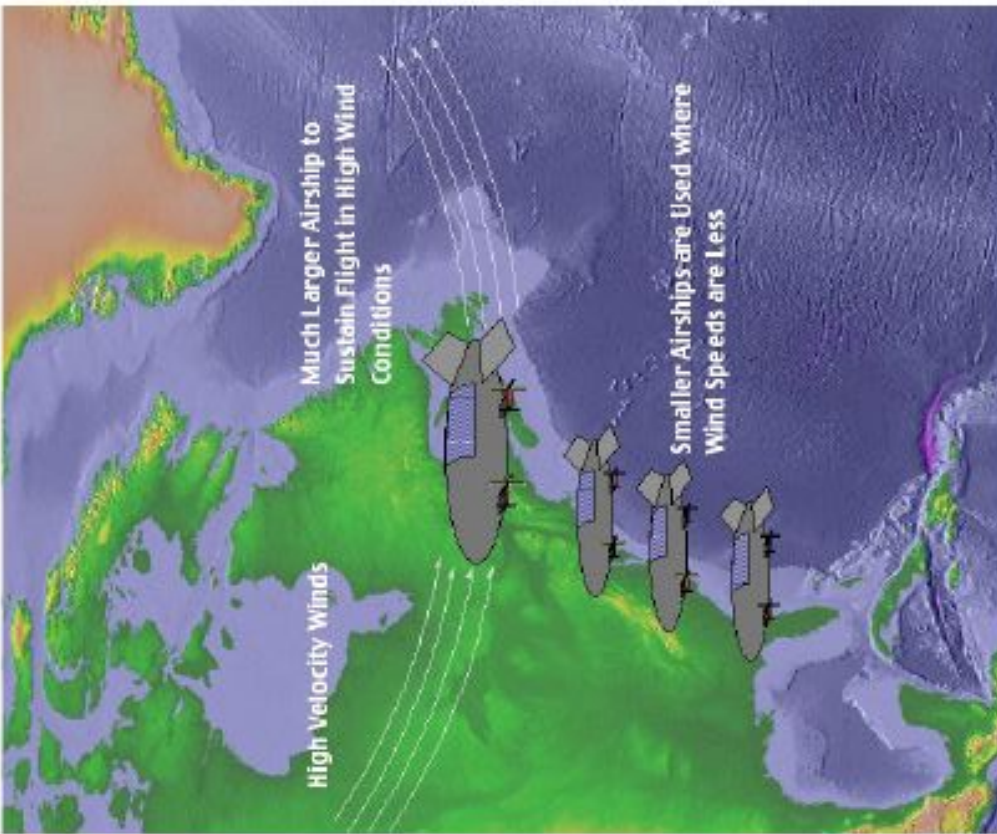 High Velocity Winds
Much Larger Airship to
Sustain Flight in High Wind
Conditions
Smaller Airships are Used where
Wind Speeds are Less